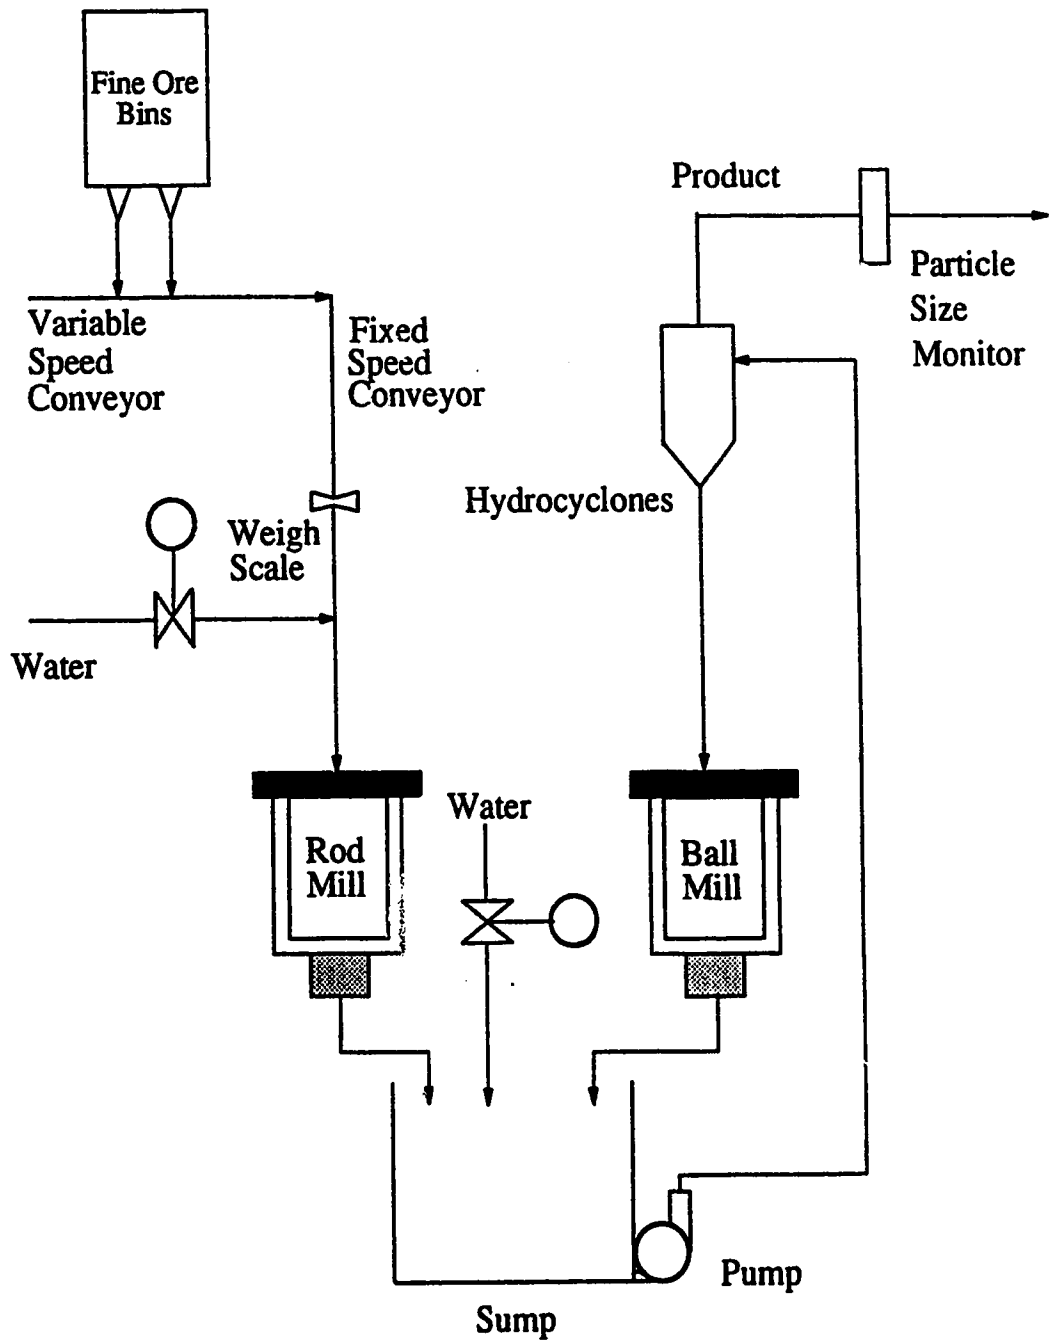 Fine Ore
Bins
Product
Particle
Size
Monitor
Variable
Speed
Conveyor
Fixed
Speed
Conveyor
Hydrocyclones
Weigh
Scale
Water
Water
Rod
Mill
Ball
Mill
Pump
Sump